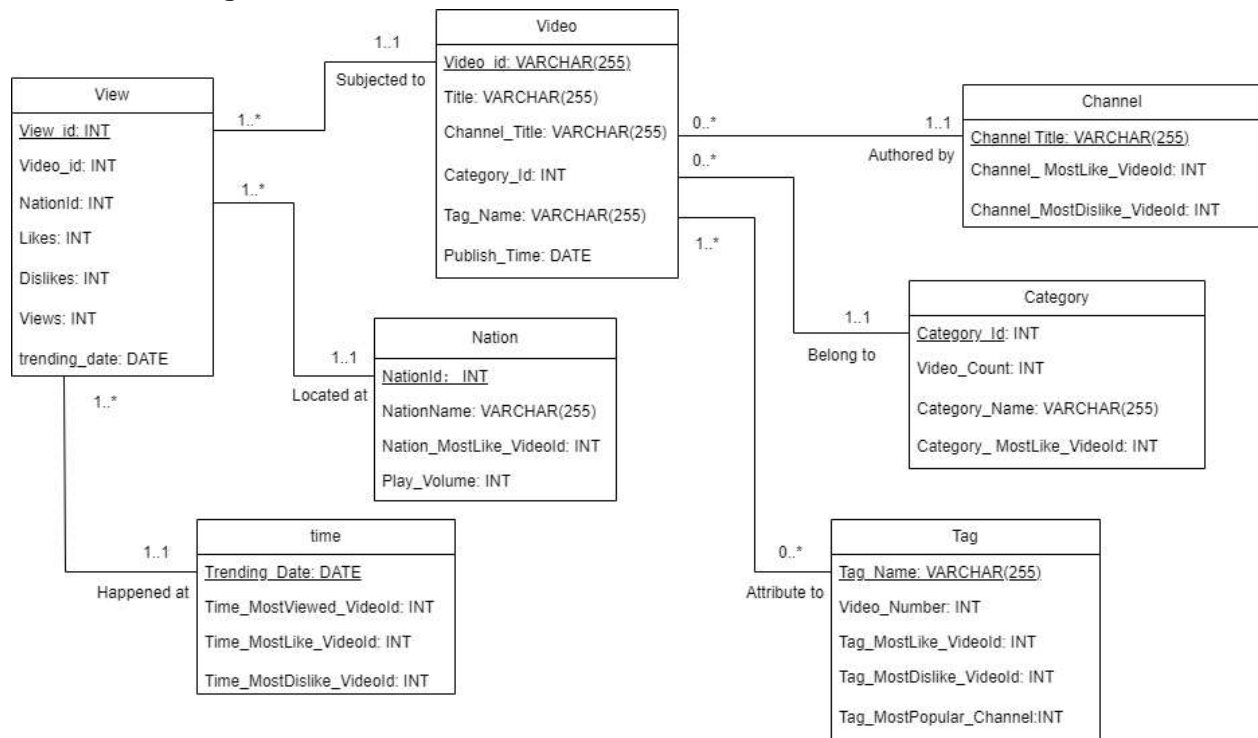 Video
Video_id: VARCHAR(255)
Title: VARCHAR(255)
Channel_Title: VARCHAR(255)
Category_Id: INT
Tag_Name: VARCHAR(255)
Publish_Time: DATE
1..1
Subjected to
1..*
View
View_id: INT
Video_id: INT
NationId: INT
Likes: INT
Dislikes: INT
Views: INT
trending_date: DATE
1..*
0..*
1..1
Authored by
Channel
Channel Title: VARCHAR(255)
Channel_ MostLike_VideoId: INT
Channel_MostDislike_VideoId: INT
0..*
1..1
Belong to
Category
Category_Id: INT
Video_Count: INT
Category_Name: VARCHAR(255)
Category_ MostLike_VideoId: INT
1..*
1..1
Located at
Nation
NationId： INT
NationName: VARCHAR(255)
Nation_MostLike_VideoId: INT
Play_Volume: INT
1..*
1..1
Happened at
time
Trending_Date: DATE
Time_MostViewed_VideoId: INT
Time_MostLike_VideoId: INT
Time_MostDislike_VideoId: INT
0..*
Attribute to
Tag
Tag_Name: VARCHAR(255)
Video_Number: INT
Tag_MostLike_VideoId: INT
Tag_MostDislike_VideoId: INT
Tag_MostPopular_Channel:INT